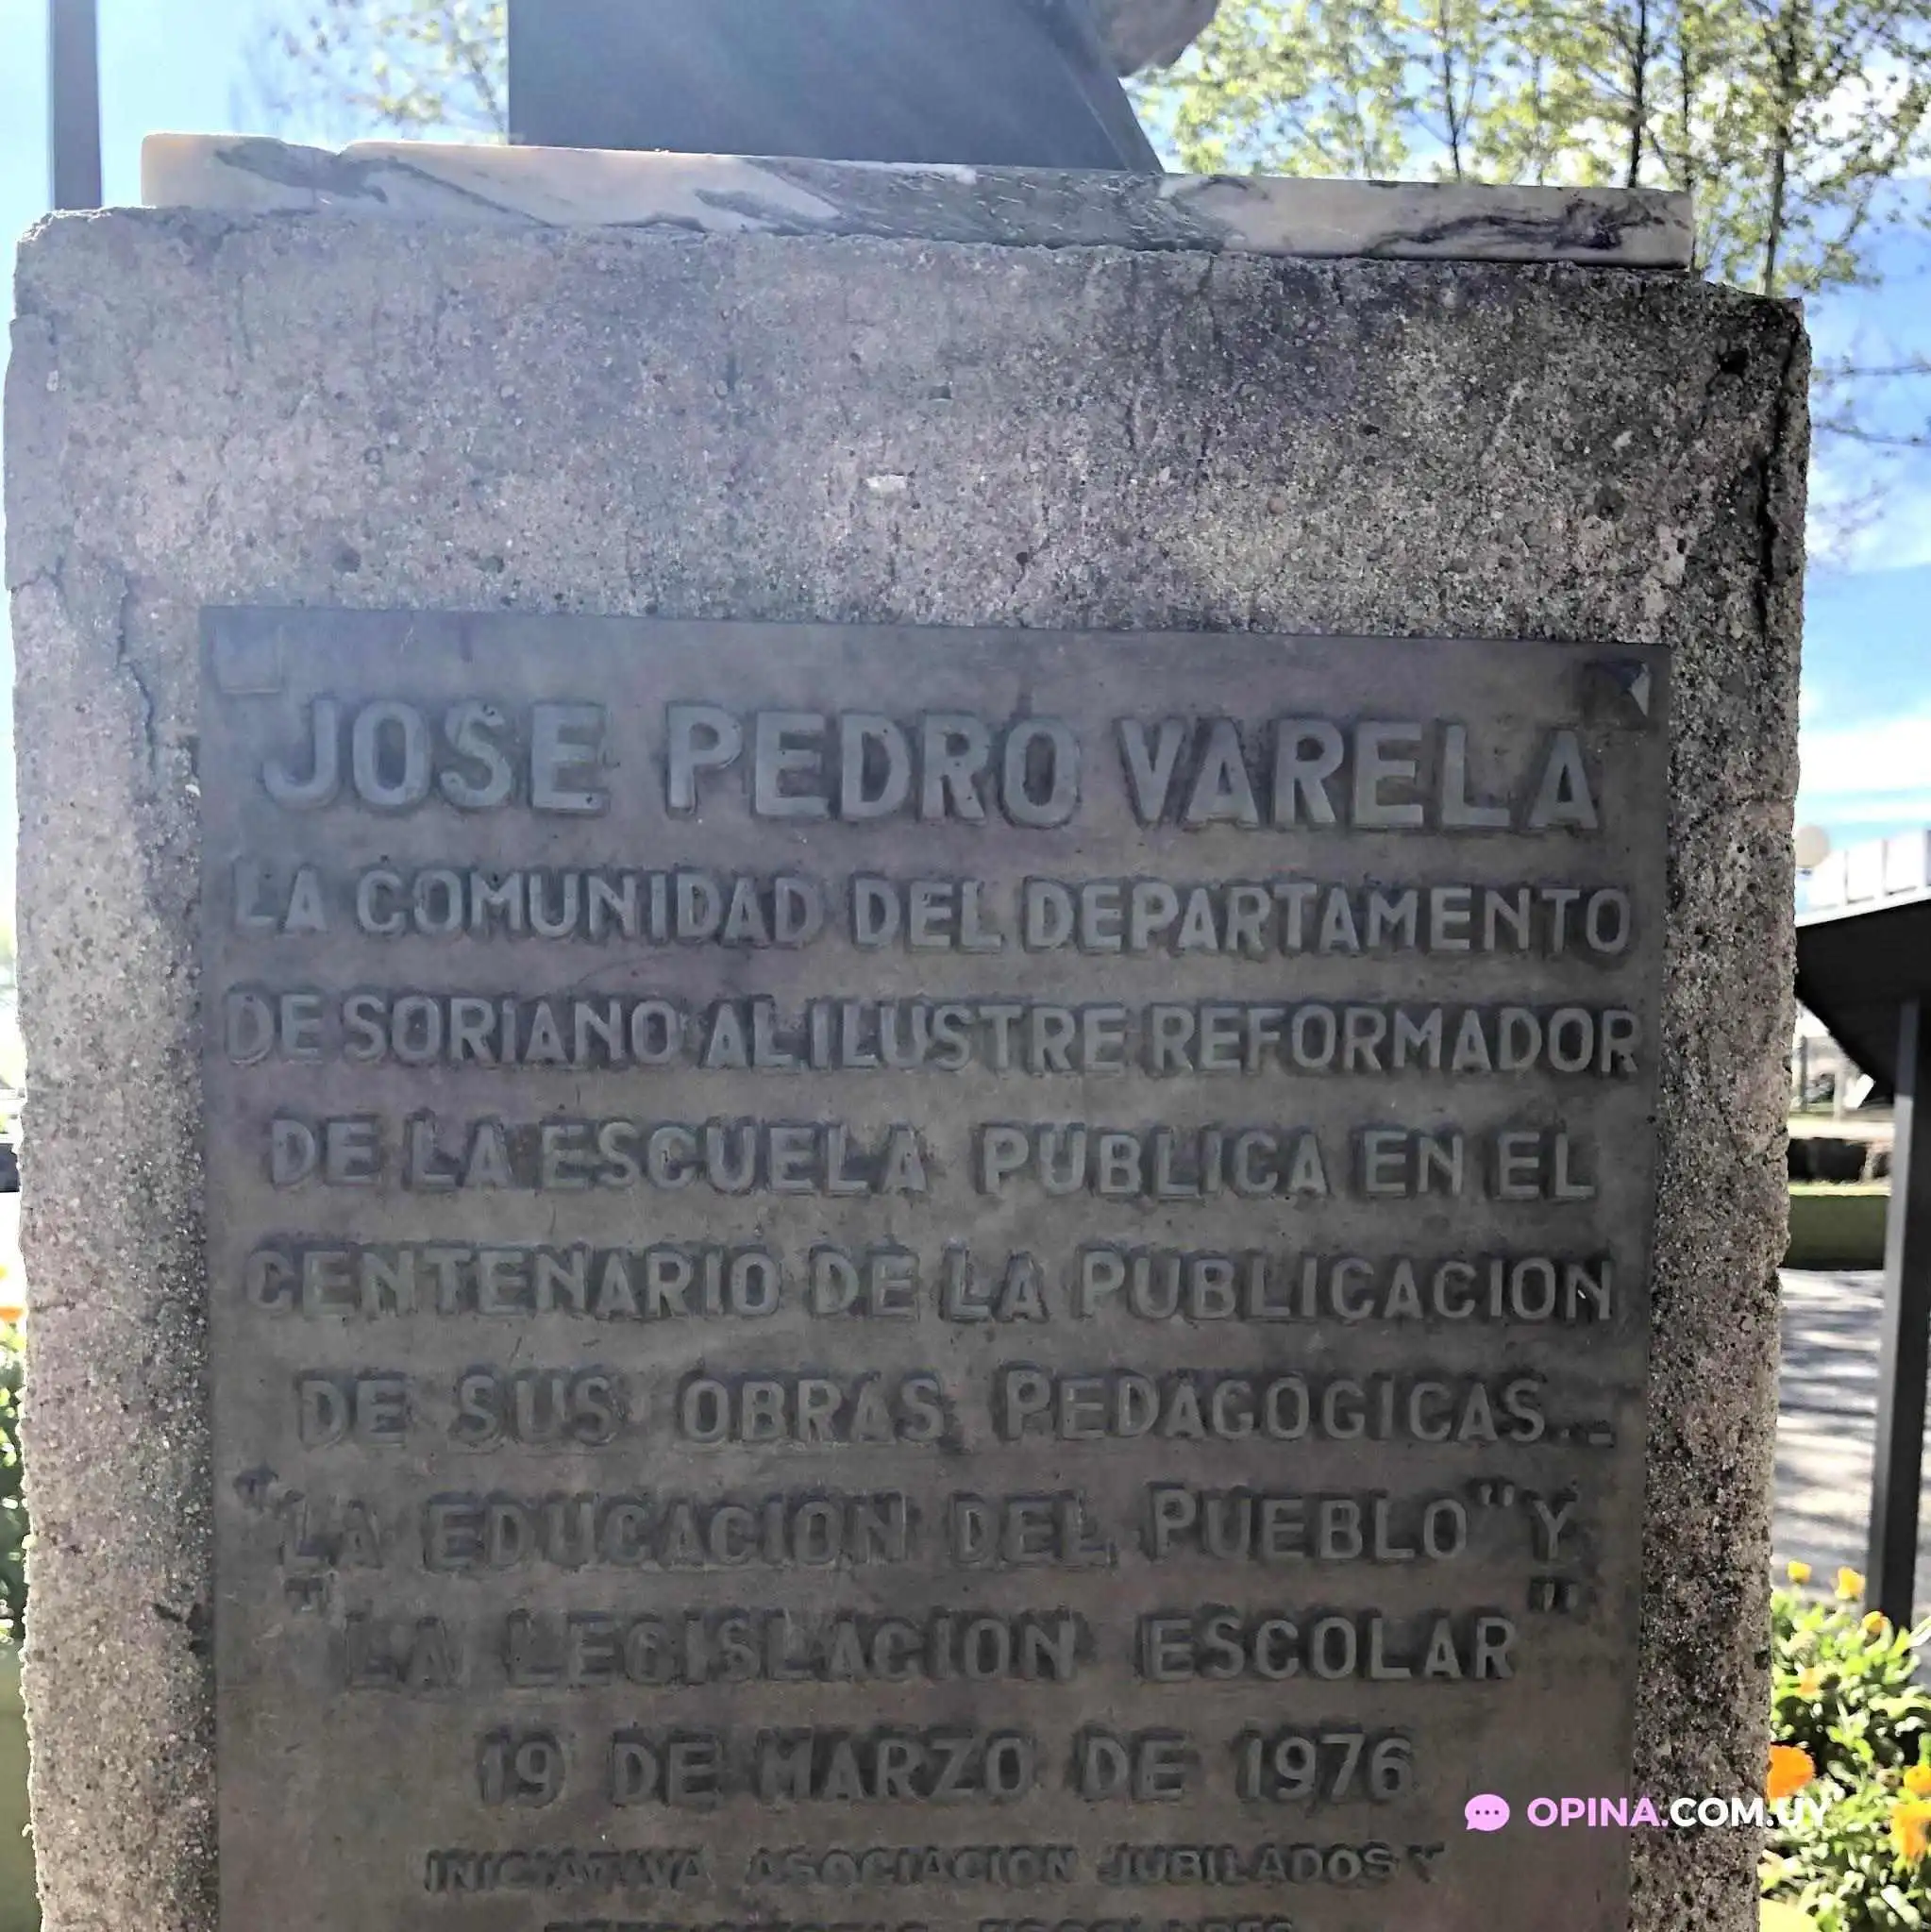 JOSE PEDRO VARELA
LA COMUNIDAD DEL DEPARTAMENTO
DE SORIANO AL ILUSTRE REFORMADOR
DE LA ESCUELA PUBLICA EN EL
CENTENARIO DE LA PUBLICACION
DE SUS OBRAS PEDAGOGICAS._
"LA EDUCACION DEL PUEBLO" Y
"LA LEGISLACION ESCOLAR"
19 DE MARZO DE 1976
INICIATIVA ASOCIACION JUBILADOS Y
OPINA.COM.UY